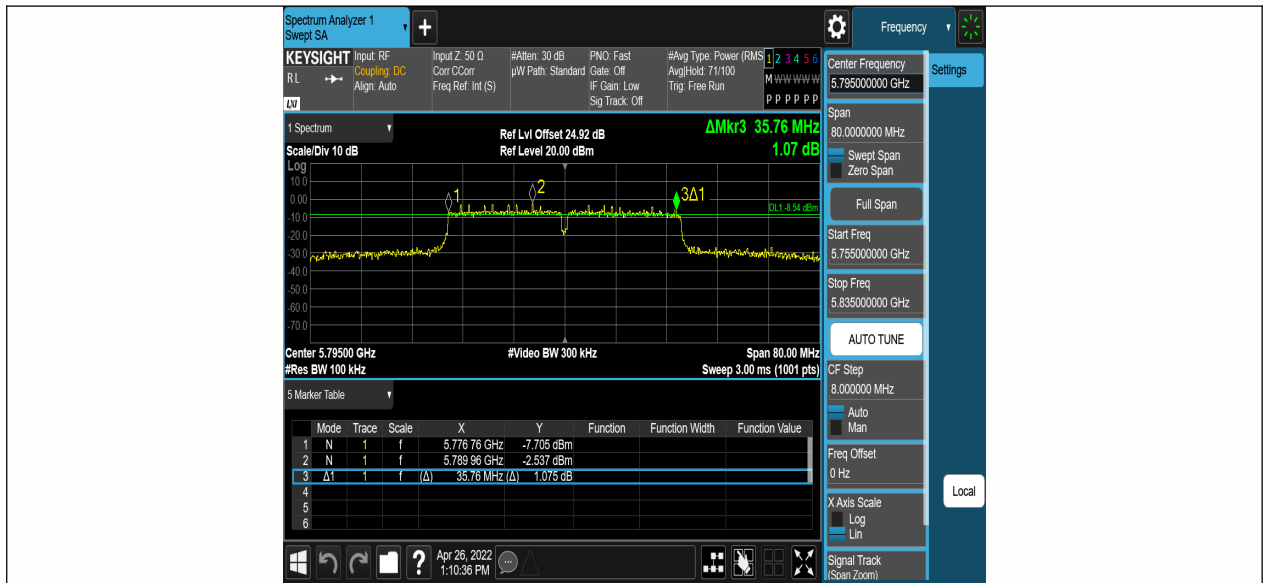 Spectrum Analyzer 1
Swept SA
+
Frequency
KEYSIGHT
RL
LXI
Input: RF
Coupling: DC
Align: Auto
Input Z: 50 Ω
Corr CCorr
Freq Ref: Int (S)
#Atten: 30 dB
µW Path: Standard
PNO: Fast
Gate: Off
IF Gain: Low
Sig Track: Off
#Avg Type: Power (RMS
Avg|Hold: 71/100
Trig: Free Run
1 2 3 4 5 6
M W W W W W
P P P P P P
1 Spectrum
Scale/Div 10 dB
Ref Lvl Offset 24.92 dB
Ref Level 20.00 dBm
ΔMkr3 35.76 MHz
1.07 dB
Log
10.0
0.00
-10.0
-20.0
-30.0
-40.0
-50.0
-60.0
-70.0
1
2
3Δ1
DL1 -8.54 dBm
Center 5.79500 GHz
#Video BW 300 kHz
Span 80.00 MHz
#Res BW 100 kHz
Sweep 3.00 ms (1001 pts)
5 Marker Table
Mode Trace Scale X Y Function Function Width Function Value
1 N 1 f 5.776 76 GHz -7.705 dBm
2 N 1 f 5.789 96 GHz -2.537 dBm
3 Δ1 1 f (Δ) 35.76 MHz (Δ) 1.075 dB
4
5
6
?
Apr 26, 2022
1:10:36 PM
Center Frequency
5.795000000 GHz
Settings
Span
80.0000000 MHz
Swept Span
Zero Span
Full Span
Start Freq
5.755000000 GHz
Stop Freq
5.835000000 GHz
AUTO TUNE
CF Step
8.000000 MHz
Auto
Man
Freq Offset
0 Hz
Local
X Axis Scale
Log
Lin
Signal Track
(Span Zoom)